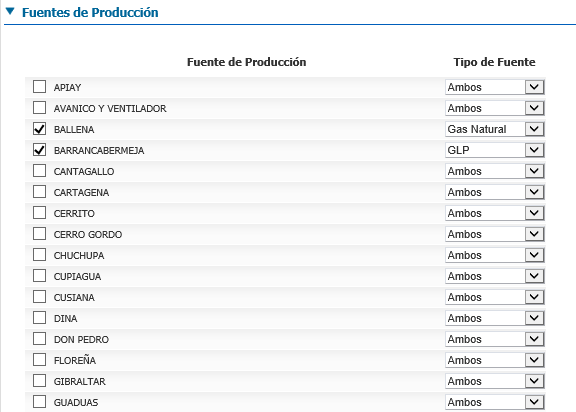 Fuentes de Producción
Fuente de Producción Tipo de Fuente
APIAY Ambos
AVANICO Y VENTILADOR Ambos
BALLENA Gas Natural
BARRANCABERMEJA GLP
CANTAGALLO Ambos
CARTAGENA Ambos
CERRITO Ambos
CERRO GORDO Ambos
CHUCHUPA Ambos
CUPIAGUA Ambos
CUSIANA Ambos
DINA Ambos
DON PEDRO Ambos
FLOREÑA Ambos
GIBRALTAR Ambos
GUADUAS Ambos